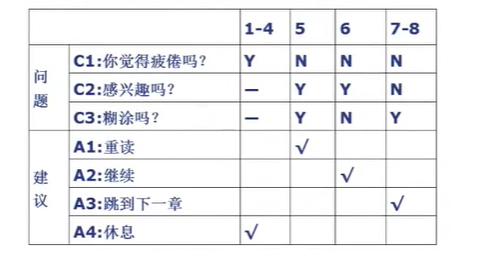 1-4 5 6 7-8
问题 C1:你觉得疲倦吗? Y N N N
C2:感兴趣吗? — Y Y N
C3:糊涂吗? — Y N Y
建议 A1:重读 √
A2:继续 √
A3:跳到下一章 √
A4:休息 √